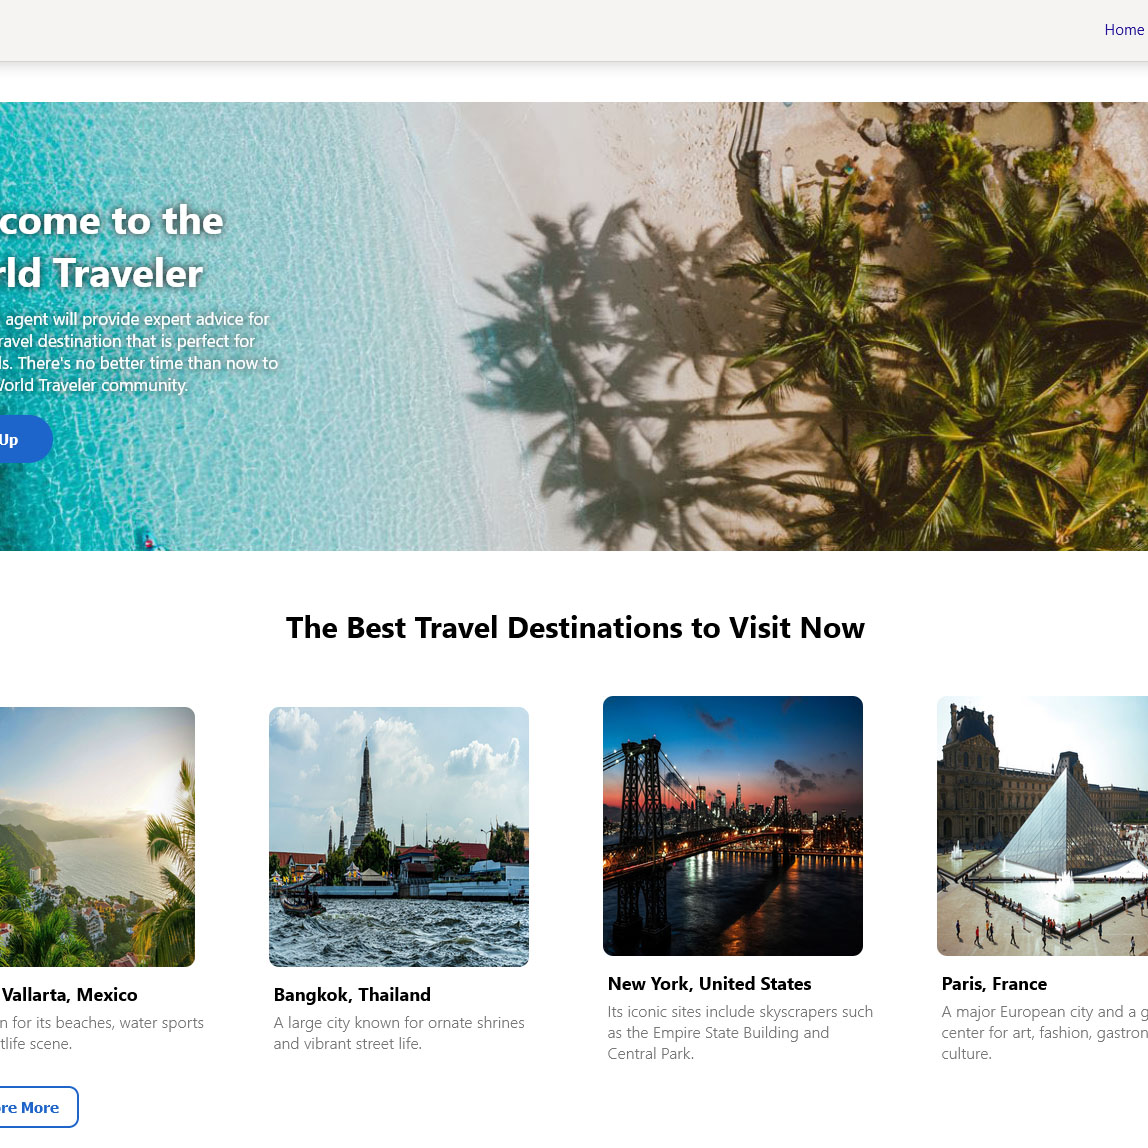 Home
come to the
rld Traveler
agent will provide expert advice for
ravel destination that is perfect for
s. There's no better time than now to
World Traveler community.
Up
The Best Travel Destinations to Visit Now
Vallarta, Mexico
n for its beaches, water sports
tlife scene.
Bangkok, Thailand
A large city known for ornate shrines
and vibrant street life.
New York, United States
Its iconic sites include skyscrapers such
as the Empire State Building and
Central Park.
Paris, France
A major European city and a g
center for art, fashion, gastron
culture.
re More